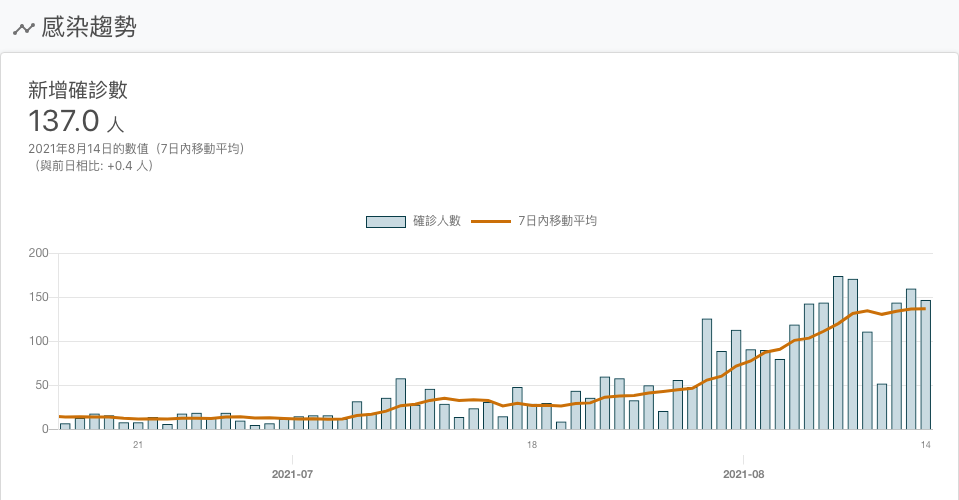 感染趨勢
新增確診數
137.0 人
2021年8月14日的數值（7日內移動平均）
（與前日相比: +0.4 人）
確診人數 7日內移動平均
200
150
100
50
0
21 18 14
2021-07 2021-08